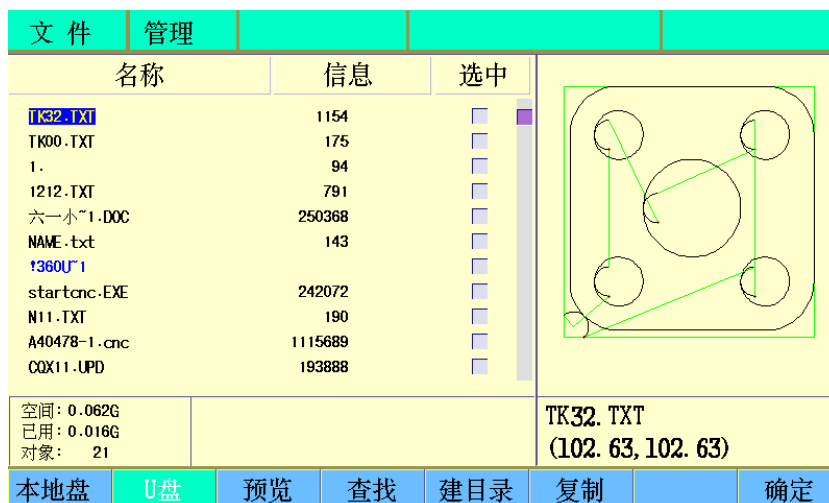 文 件 管理
名称 信息 选中
TK32.TXT 1154
TK00.TXT 175
1. 94
1212.TXT 791
六一小~1.DOC 250368
NAME.txt 143
!360U~1
startcnc.EXE 242072
N11.TXT 190
A40478-1.cnc 1115689
CQX11.UPD 193888
空间:0.062G
已用:0.016G
对象: 21
TK32. TXT
(102. 63, 102. 63)
本地盘 U盘 预览 查找 建目录 复制 确定